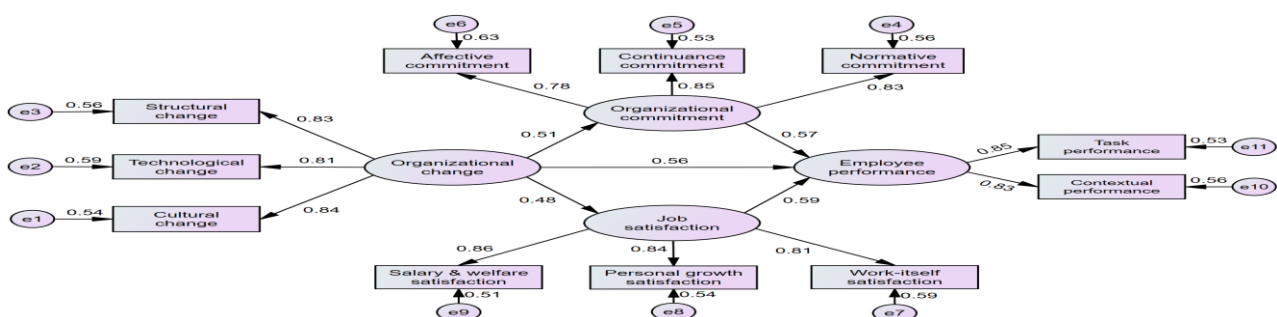 e6
e5
e4
0.63
0.53
0.56
Affective
commitment
Continuance
commitment
Normative
commitment
0.78
0.85
0.83
e3
0.56
Structural
change
0.83
Organizational
commitment
0.51
0.57
e2
0.59
Technological
change
0.81
Organizational
change
0.56
Employee
performance
0.85
Task
performance
0.53
e11
0.83
Contextual
performance
0.56
e10
e1
0.54
Cultural
change
0.84
0.48
0.59
Job
satisfaction
0.86
0.84
0.81
Salary & welfare
satisfaction
Personal growth
satisfaction
Work-itself
satisfaction
0.51
0.54
0.59
e9
e8
e7